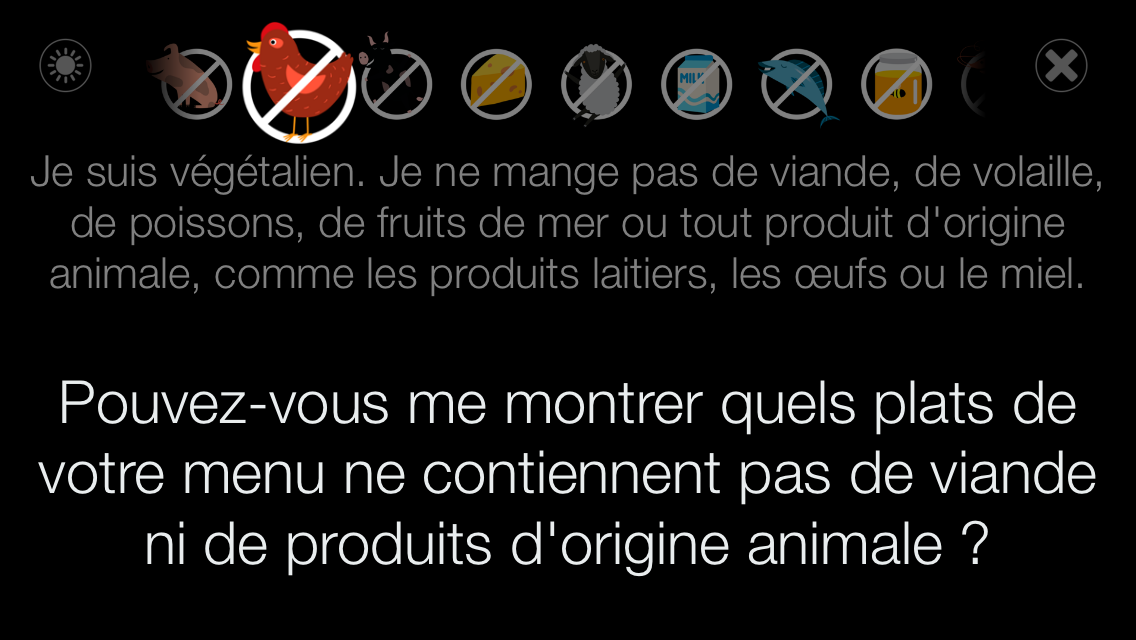 MILK
Je suis végétalien. Je ne mange pas de viande, de volaille,
de poissons, de fruits de mer ou tout produit d'origine
animale, comme les produits laitiers, les œufs ou le miel.
Pouvez-vous me montrer quels plats de
votre menu ne contiennent pas de viande
ni de produits d'origine animale ?